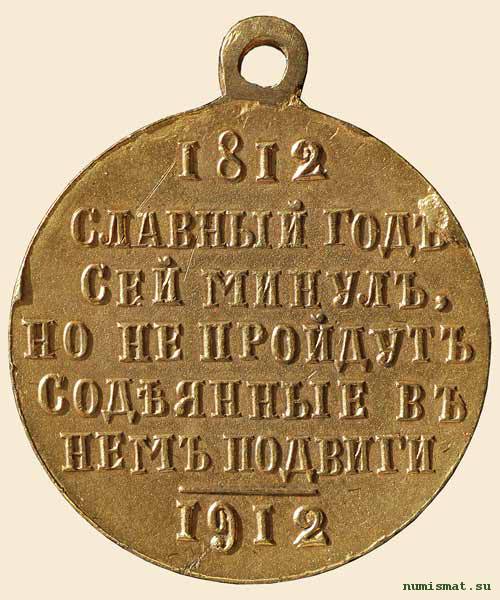 1812
СЛАВНЫЙ ГОДЪ
СЕЙ МИНУЛЪ,
НО НЕ ПРОЙДУТЪ
СОДѢЯННЫЕ ВЪ
НЕМЪ ПОДВИГИ
1912
numismat.su